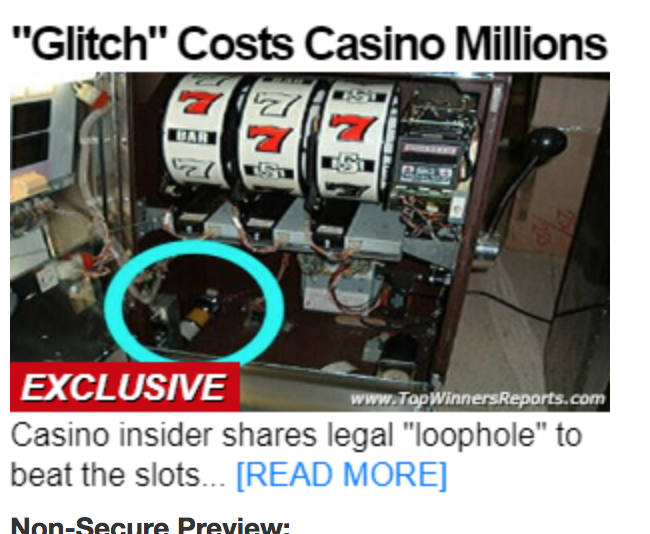 "Glitch" Costs Casino Millions
BAR
EXCLUSIVE
www.TopWinnersReports.com
Casino insider shares legal "loophole" to
beat the slots... [READ MORE]
Non-Secure Preview: